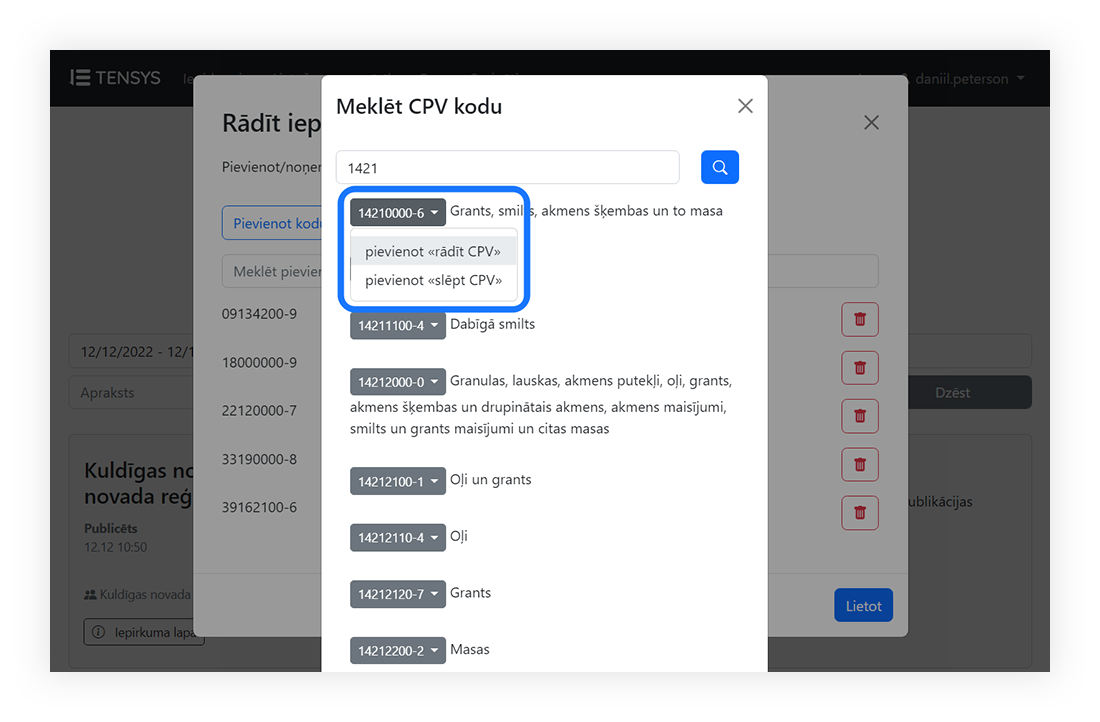 TENSYS
daniil.peterson
Rādīt iep
Pievienot/noņer
Pievienot kodu
Meklēt pievien
09134200-9
18000000-9
22120000-7
33190000-8
39162100-6
Lietot
Meklēt CPV kodu
1421
14210000-6 Grants, smilts, akmens šķembas un to masa
pievienot «rādīt CPV»
pievienot «slēpt CPV»
14211100-4 Dabīgā smilts
14212000-0 Granulas, lauskas, akmens putekļi, oļi, grants,
akmens šķembas un drupinātais akmens, akmens maisījumi,
smilts un grants maisījumi un citas masas
14212100-1 Oļi un grants
14212110-4 Oļi
14212120-7 Grants
14212200-2 Masas
12/12/2022 - 12/1
Apraksts
Dzēst
Kuldīgas no
novada reģ
Publicēts
12.12 10:50
Kuldīgas novada
Iepirkuma lapa
ublikācijas